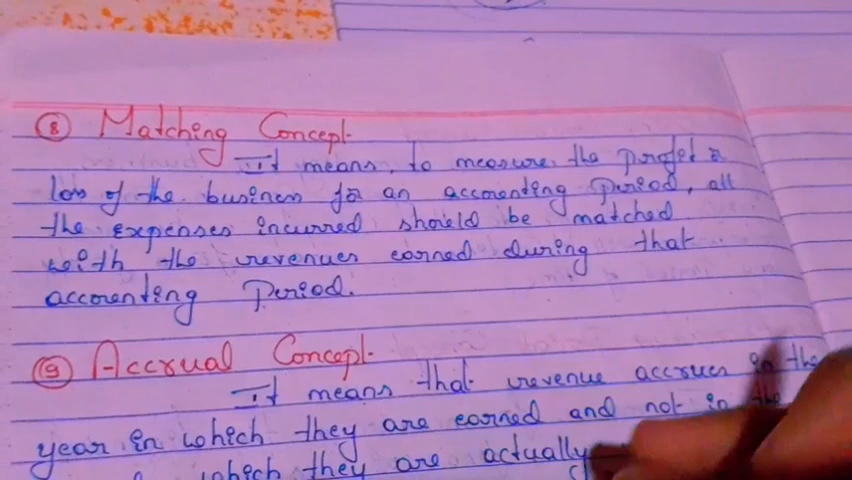 ⑧ Matching Concept.
It means, to measure the profet &
loss of the business for an accounting period, all
the expenses incurred should be matched
with the revenues earned during that
accounting Period.
⑨ Accrual Concept.
It means that revenue accrues in the
year in which they are earned and not in the
which they are actually